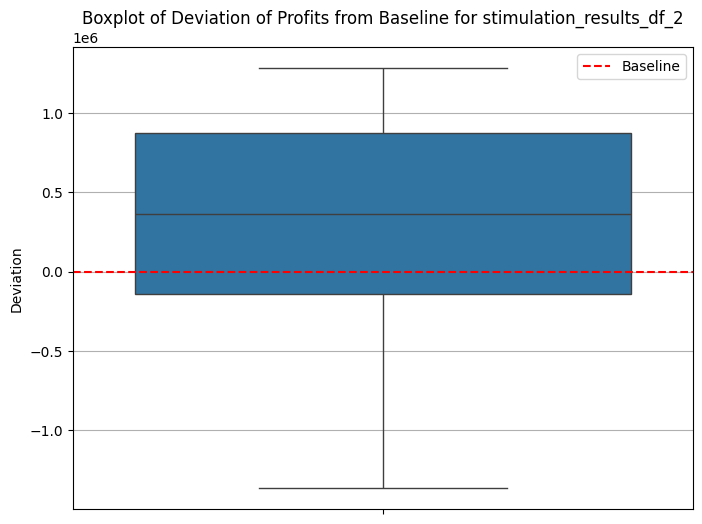 Boxplot of Deviation of Profits from Baseline for stimulation_results_df_2
1e6
Baseline
1.0
0.5
0.0
−0.5
−1.0
Deviation